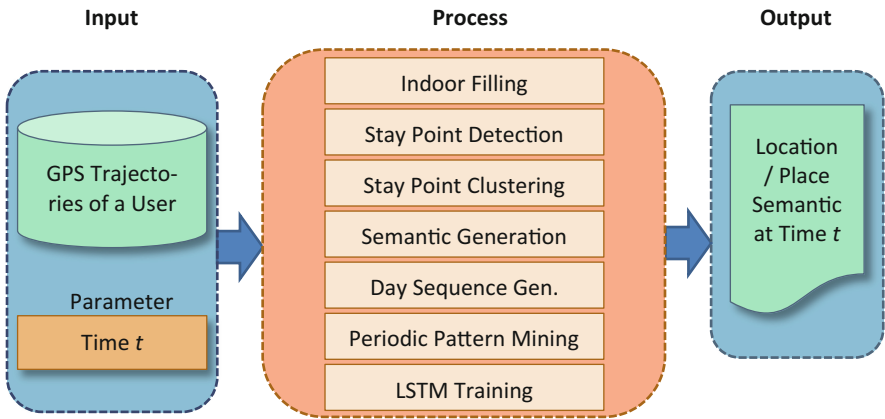 Input
Process
Output
GPS Trajecto-
ries of a User
Parameter
Time t
Indoor Filling
Stay Point Detection
Stay Point Clustering
Semantic Generation
Day Sequence Gen.
Periodic Pattern Mining
LSTM Training
Location
/ Place
Semantic
at Time t